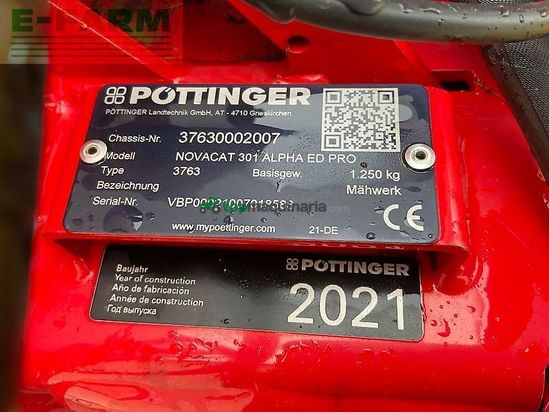 E-FARM
PÖTTINGER
PÖTTINGER Landtechnik GmbH, AT - 4710 Grieskirchen
Chassis-Nr. 37630002007
Modell NOVACAT 301 ALPHA ED PRO
Type 3763 Basisgew. 1.250 kg
Bezeichnung Mähwerk
Serial-Nr.
topmaquinaria
www.mypoettinger.com 21-DE CE
Baujahr
PÖTTINGER
Year of construction
Año de fabricación
Année de construction
Год выпуска
2021